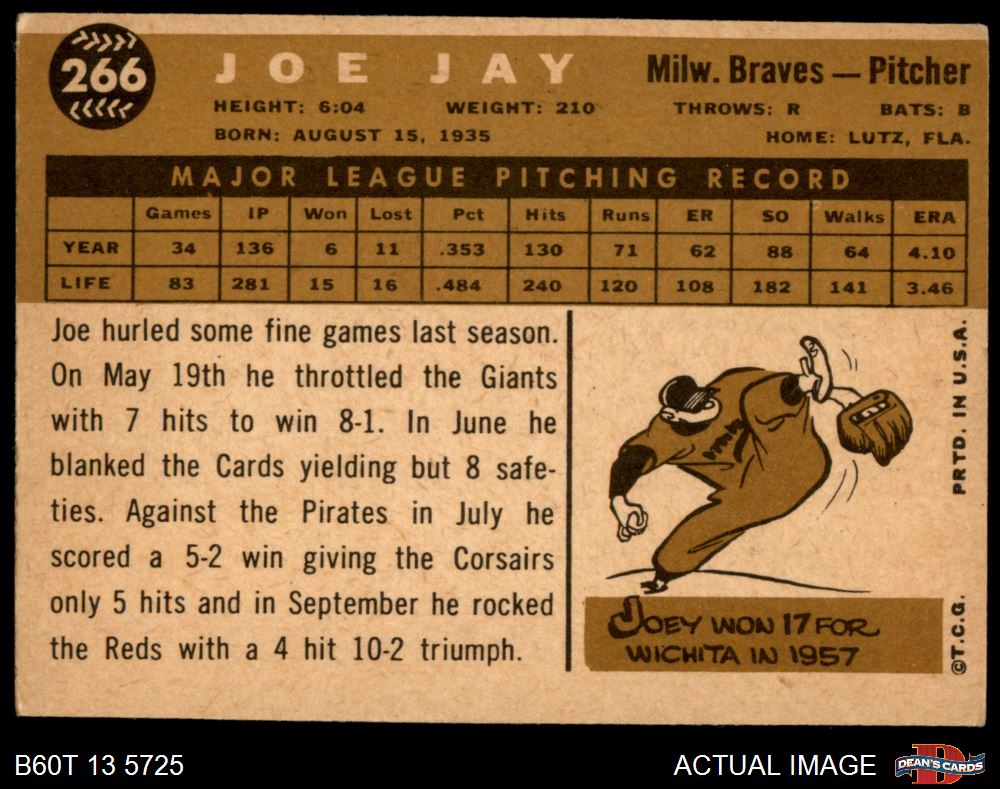 266
JOE JAY
Milw. Braves — Pitcher
HEIGHT: 6:04 WEIGHT: 210 THROWS: R BATS: B
BORN: AUGUST 15, 1935 HOME: LUTZ, FLA.
MAJOR LEAGUE PITCHING RECORD
Games IP Won Lost Pct Hits Runs ER SO Walks ERA
YEAR 34 136 6 11 .353 130 71 62 88 64 4.10
LIFE 83 281 15 16 .484 240 120 108 182 141 3.46
Joe hurled some fine games last season.
On May 19th he throttled the Giants
with 7 hits to win 8-1. In June he
blanked the Cards yielding but 8 safe-
ties. Against the Pirates in July he
scored a 5-2 win giving the Corsairs
only 5 hits and in September he rocked
the Reds with a 4 hit 10-2 triumph.
JOEY WON 17 FOR
WICHITA IN 1957
©T.C.G. PRTD. IN U.S.A.
B60T 13 5725
ACTUAL IMAGE
D
DEAN'S CARDS